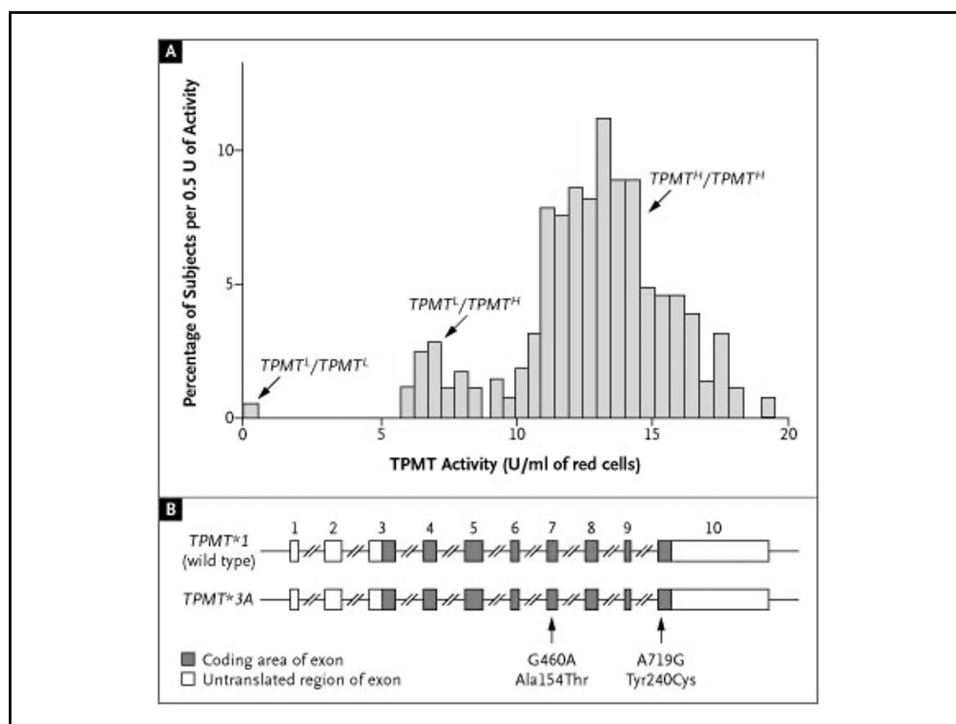 A
Percentage of Subjects per 0.5 U of Activity
10
5
0
TPMT^L/TPMT^L
TPMT^L/TPMT^H
TPMT^H/TPMT^H
0 5 10 15 20
TPMT Activity (U/ml of red cells)
B
1 2 3 4 5 6 7 8 9 10
TPMT*1
(wild type)
TPMT*3A
Coding area of exon
Untranslated region of exon
G460A
Ala154Thr
A719G
Tyr240Cys